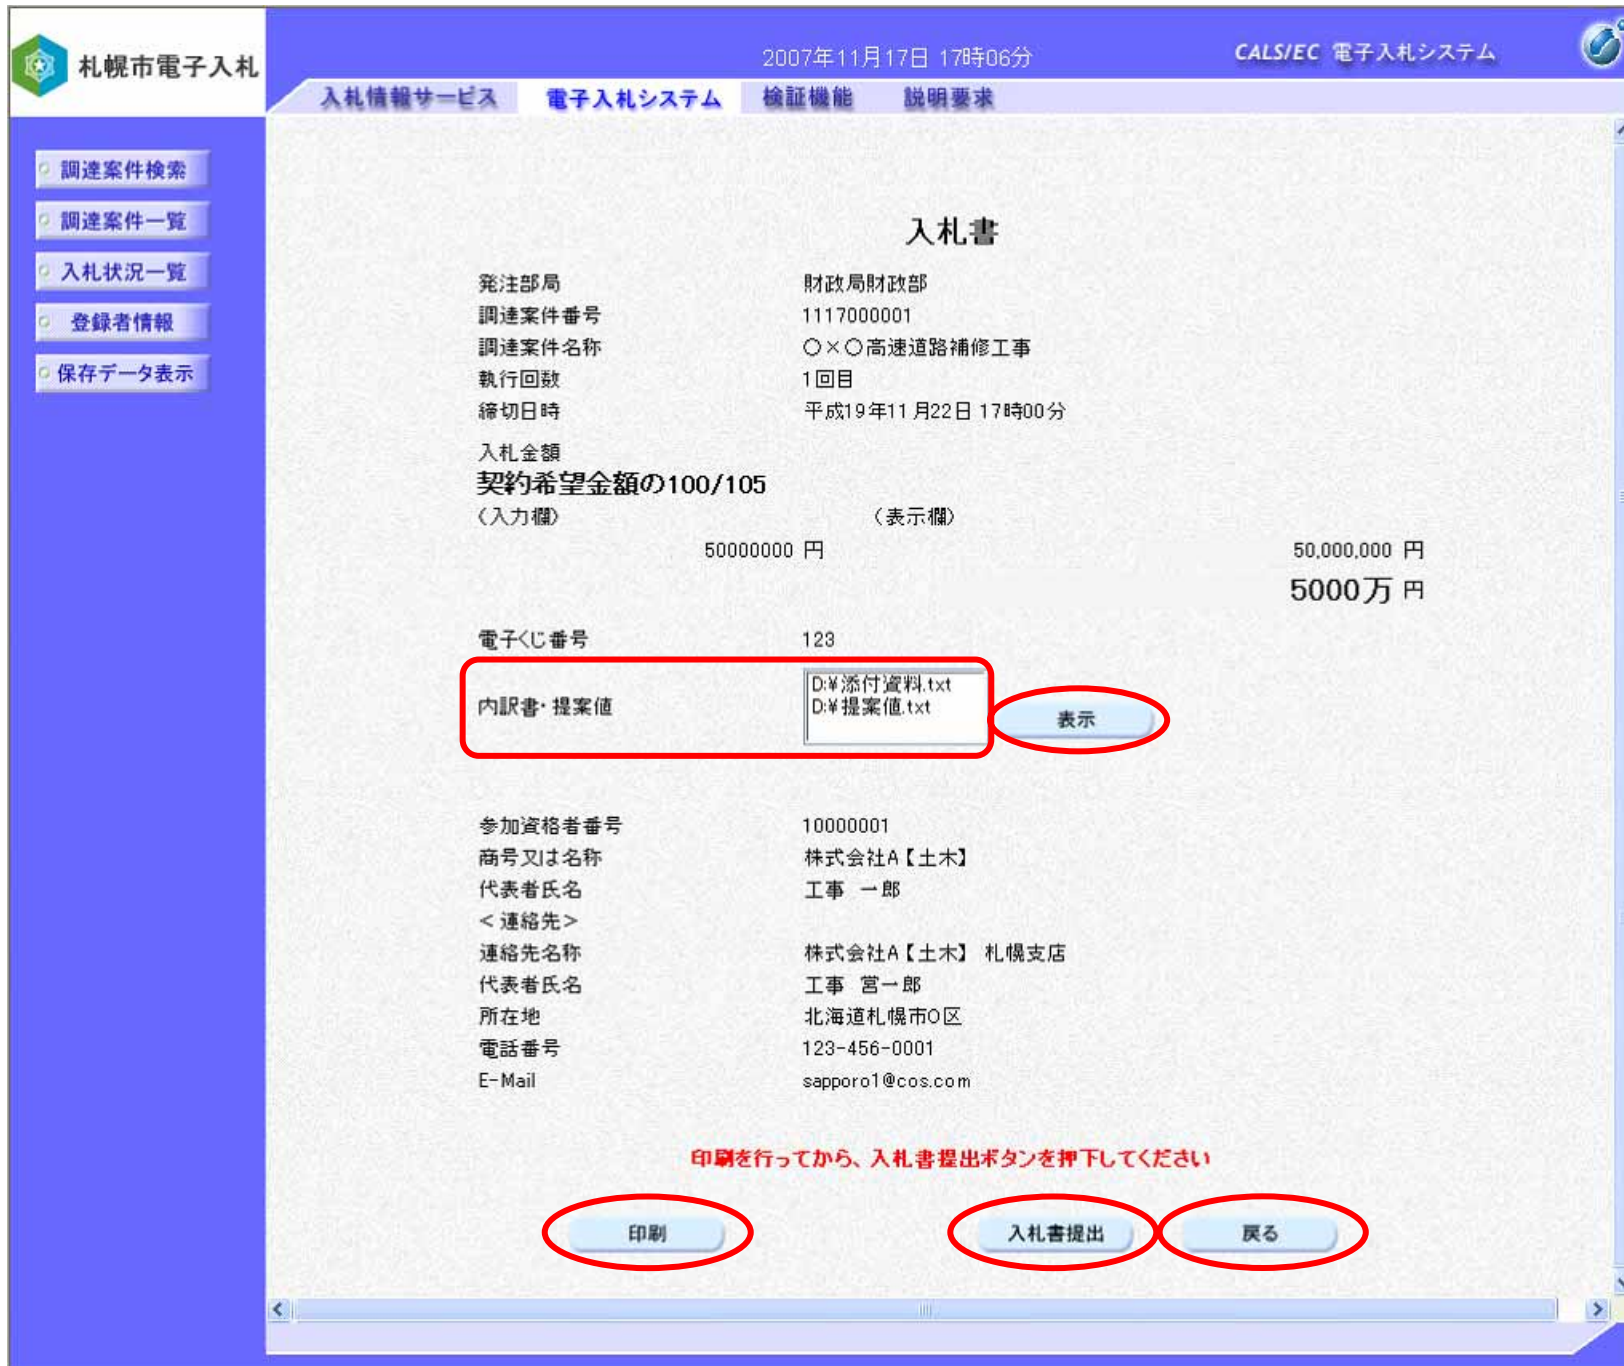 札幌市電子入札
2007年11月17日 17時06分
CALS/EC 電子入札システム
入札情報サービス 電子入札システム 検証機能 説明要求
調達案件検索
調達案件一覧
入札状況一覧
登録者情報
保存データ表示
入札書
発注部局 財政局財政部
調達案件番号 1117000001
調達案件名称 〇×〇高速道路補修工事
執行回数 1回目
締切日時 平成19年11月22日 17時00分
入札金額
契約希望金額の100/105
〈入力欄〉 〈表示欄〉
50000000 円 50,000,000 円
5000万 円
電子くじ番号 123
内訳書・提案値
D:¥添付資料.txt
D:¥提案値.txt
表示
参加資格者番号 10000001
商号又は名称 株式会社A【土木】
代表者氏名 工事 一郎
＜連絡先＞
連絡先名称 株式会社A【土木】 札幌支店
代表者氏名 工事 営一郎
所在地 北海道札幌市O区
電話番号 123-456-0001
E-Mail sapporo1@cos.com
印刷を行ってから、入札書提出ボタンを押下してください
印刷 入札書提出 戻る